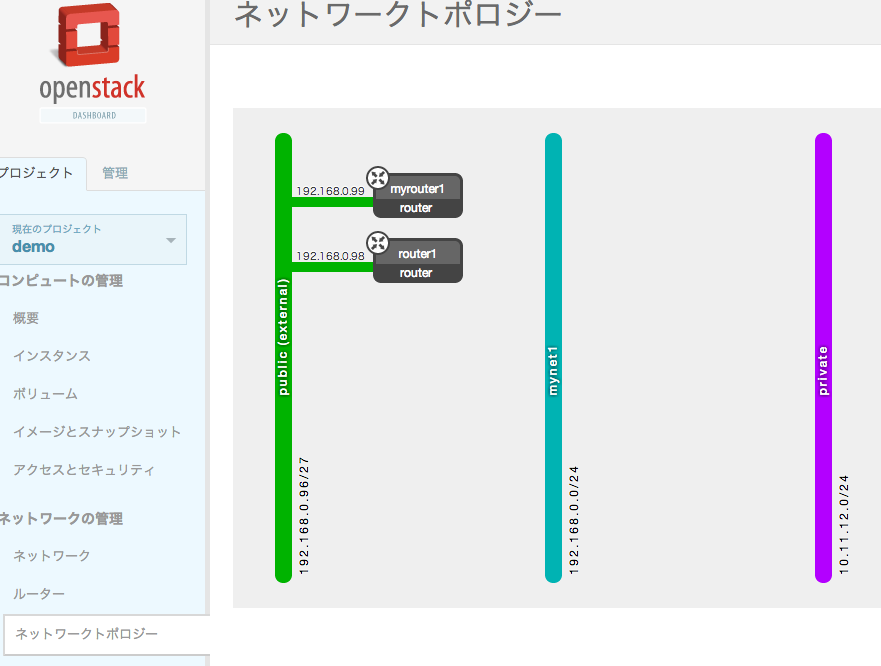 ネットワークトポロジー
openstack
DASHBOARD
プロジェクト
管理
現在のプロジェクト
demo
コンピュートの管理
概要
インスタンス
ボリューム
イメージとスナップショット
アクセスとセキュリティ
ネットワークの管理
ネットワーク
ルーター
ネットワークトポロジー
192.168.0.99
myrouter1
router
192.168.0.98
router1
router
public (external)
192.168.0.96/27
mynet1
192.168.0.0/24
private
10.11.12.0/24